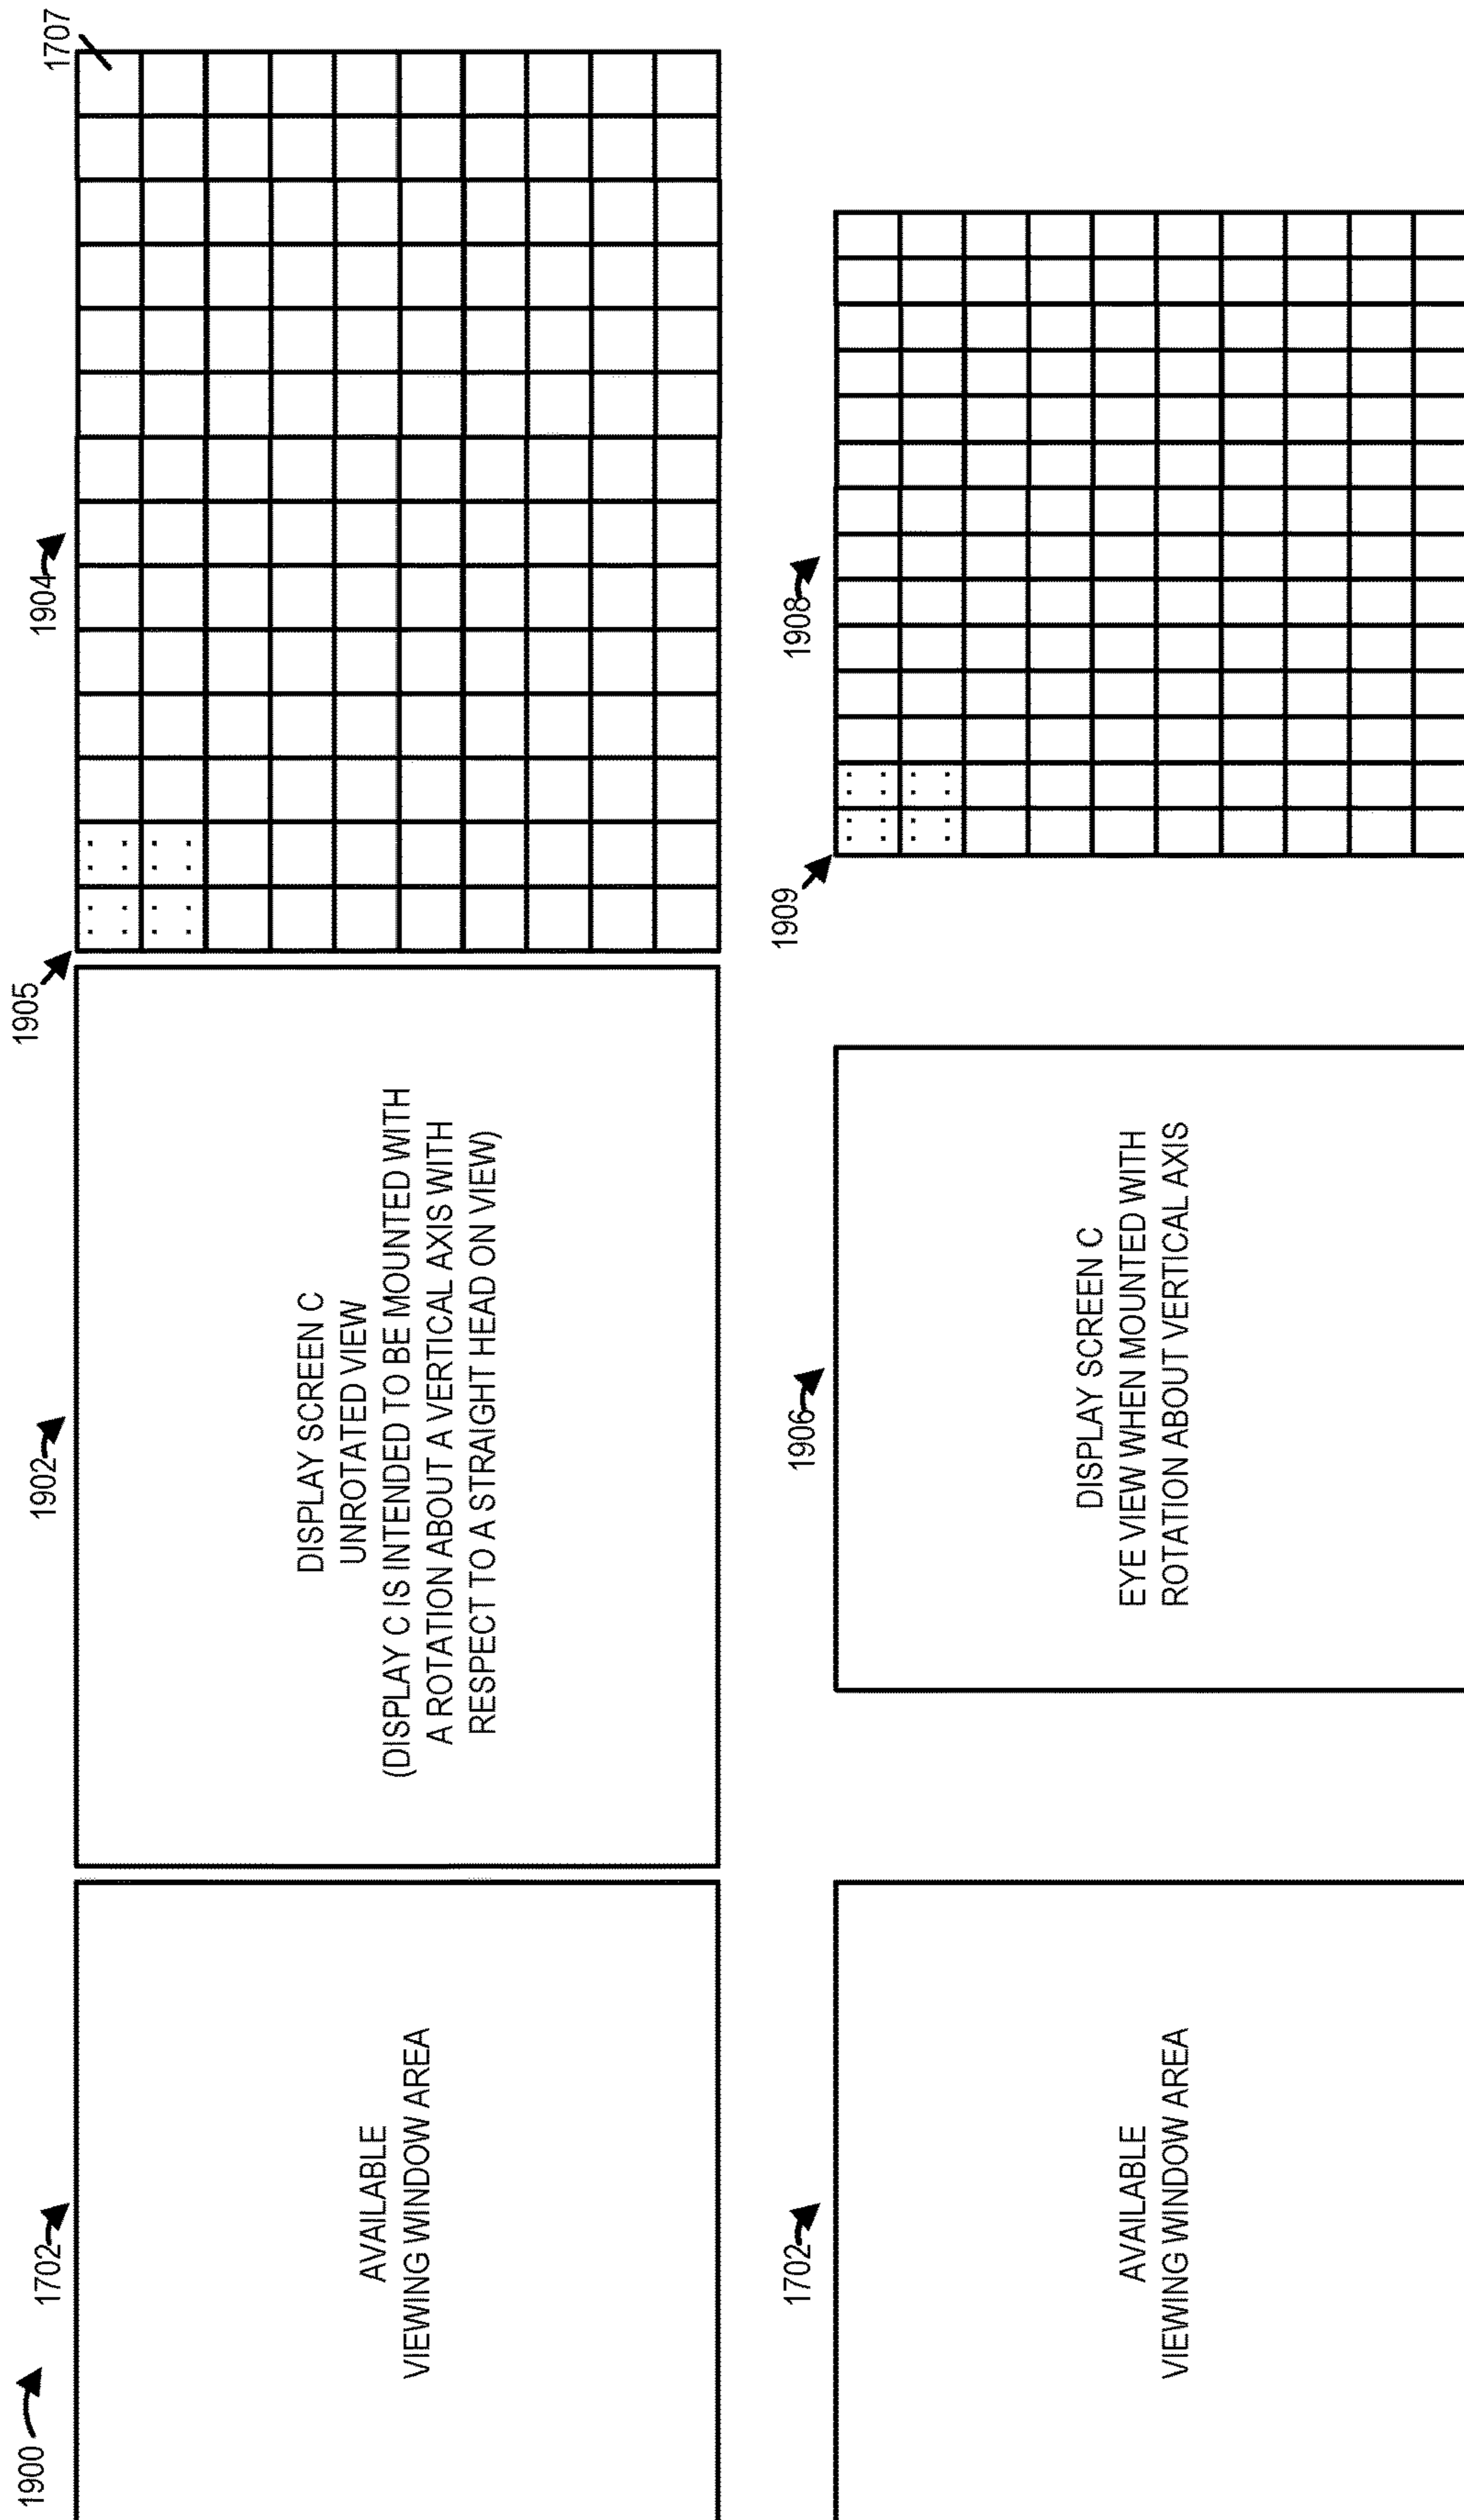 1900
1702
AVAILABLE
VIEWING WINDOW AREA
1902
DISPLAY SCREEN C
UNROTATED VIEW
(DISPLAY C IS INTENDED TO BE MOUNTED WITH
A ROTATION ABOUT A VERTICAL AXIS WITH
RESPECT TO A STRAIGHT HEAD ON VIEW)
1905
1904
1707
1702
AVAILABLE
VIEWING WINDOW AREA
1906
DISPLAY SCREEN C
EYE VIEW WHEN MOUNTED WITH
ROTATION ABOUT VERTICAL AXIS
1909
1908